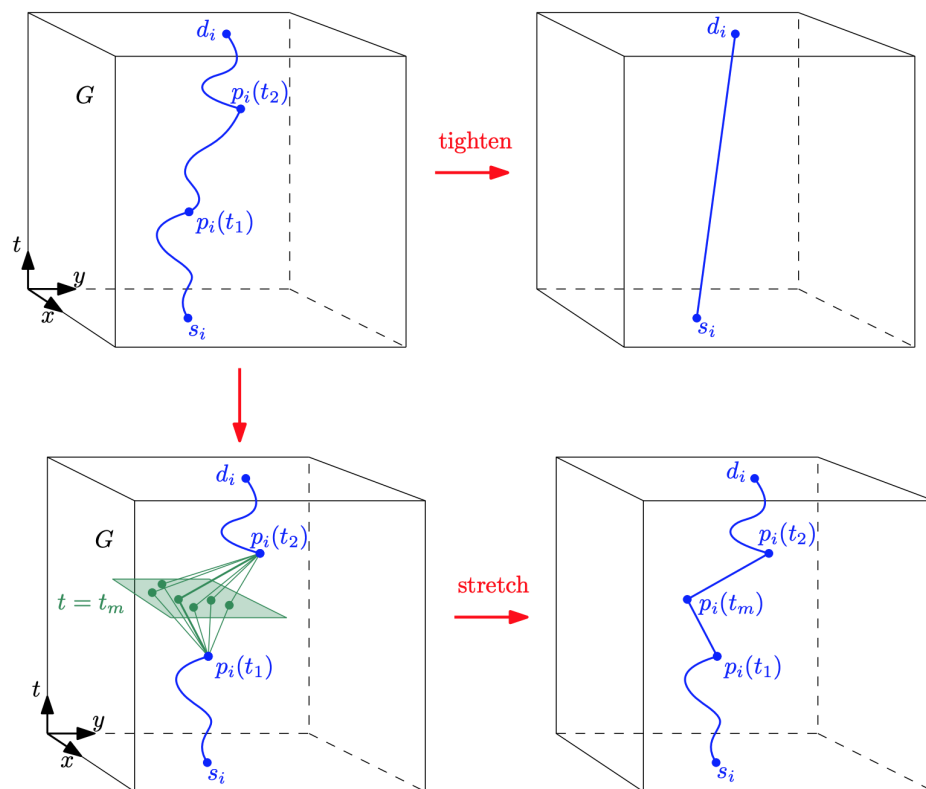 d_i
d_i
G
p_i(t_2)
tighten
p_i(t_1)
t
y
x
s_i
s_i
d_i
d_i
G
p_i(t_2)
p_i(t_2)
t = t_m
stretch
p_i(t_m)
p_i(t_1)
p_i(t_1)
t
y
x
s_i
s_i